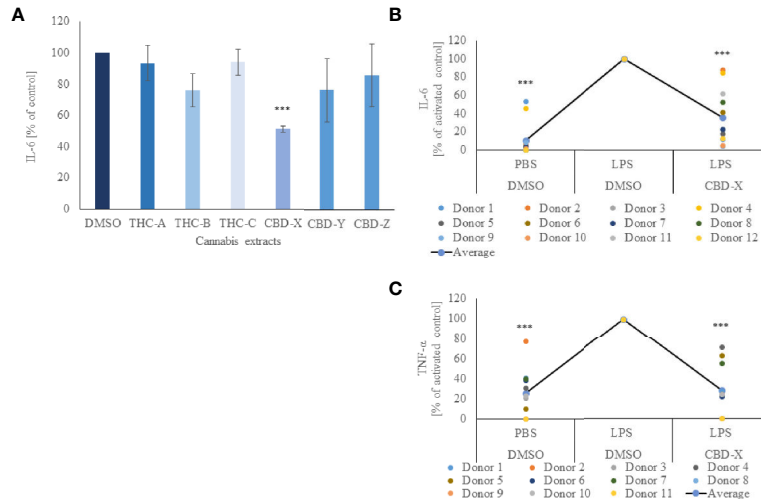 A
120
100
80
60
40
20
0
IL-6 [% of control]
***
DMSO THC-A THC-B THC-C CBD-X CBD-Y CBD-Z
Cannabis extracts
B
120
100
80
60
40
20
0
IL-6
[% of activated control]
***
***
PBS LPS LPS
DMSO DMSO CBD-X
Donor 1 Donor 2 Donor 3 Donor 4
Donor 5 Donor 6 Donor 7 Donor 8
Donor 9 Donor 10 Donor 11 Donor 12
Average
C
120
100
80
60
40
20
0
TNF-α
[% of activated control]
***
***
PBS LPS LPS
DMSO DMSO CBD-X
Donor 1 Donor 2 Donor 3 Donor 4
Donor 5 Donor 6 Donor 7 Donor 8
Donor 9 Donor 10 Donor 11 Average